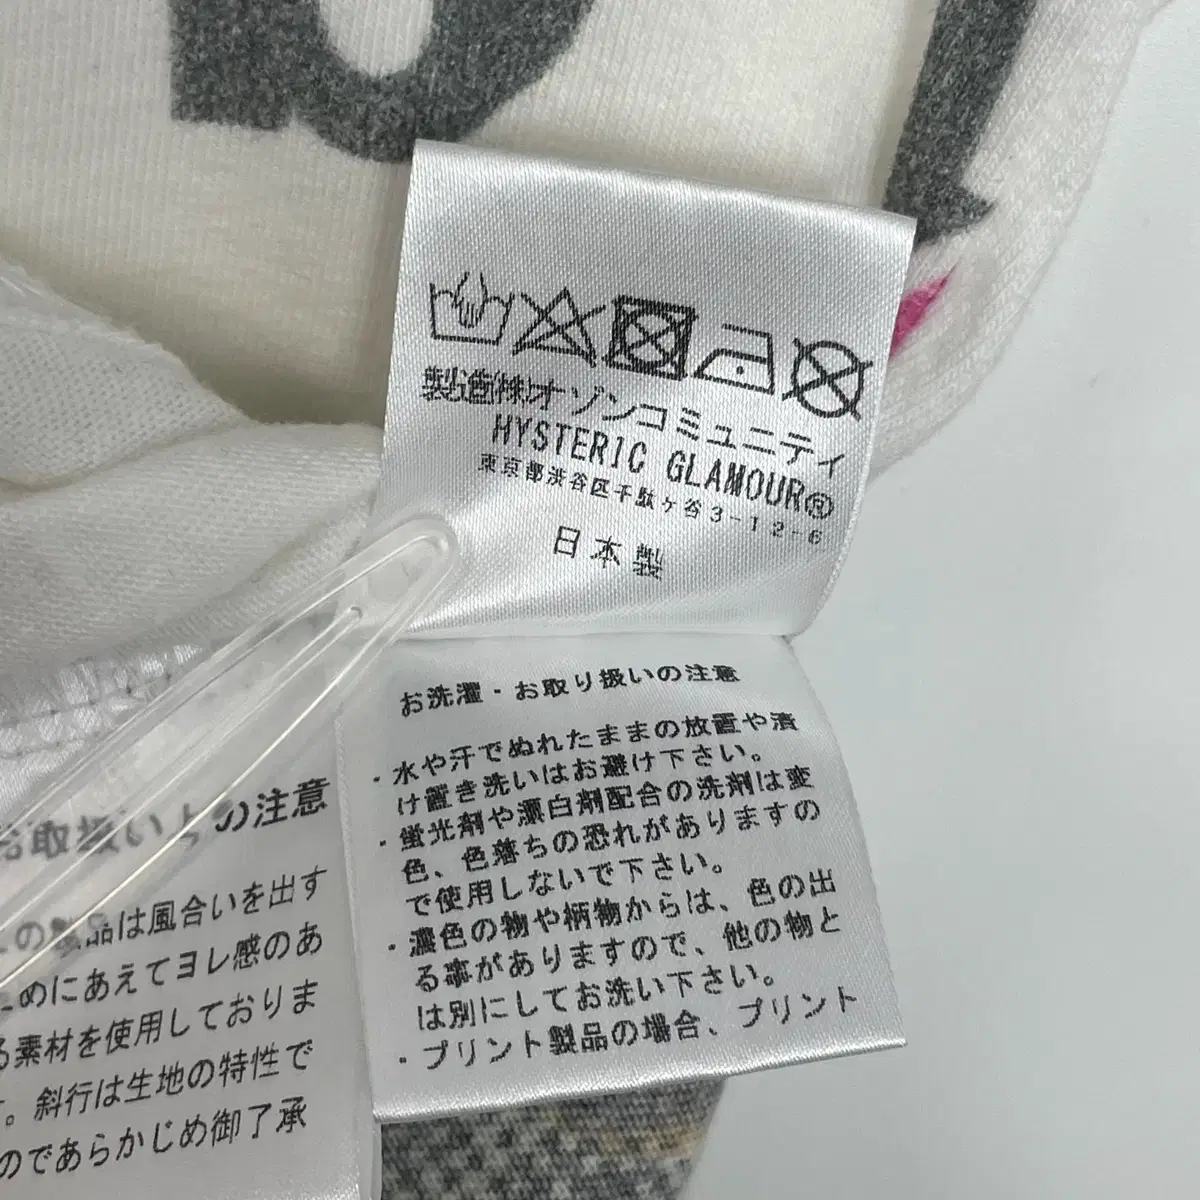 製造(株)オゾンコミュニティ
HYSTERIC GLAMOUR®
東京都渋谷区千駄ヶ谷3-12-6
日本製
お洗濯・お取り扱いの注意
・水や汗でぬれたままの放置や漬
け置き洗いはお避け下さい。
・蛍光剤や漂白剤配合の洗剤は変
色、色落ちの恐れがありますの
で使用しないで下さい。
・濃色の物や柄物からは、色の出
る事がありますので、他の物と
は別にしてお洗い下さい。
・プリント製品の場合、プリント
お取扱い上の注意
の製品は風合いを出す
ためにあえてヨレ感のあ
る素材を使用しておりま
す。斜行は生地の特性で
のであらかじめ御了承